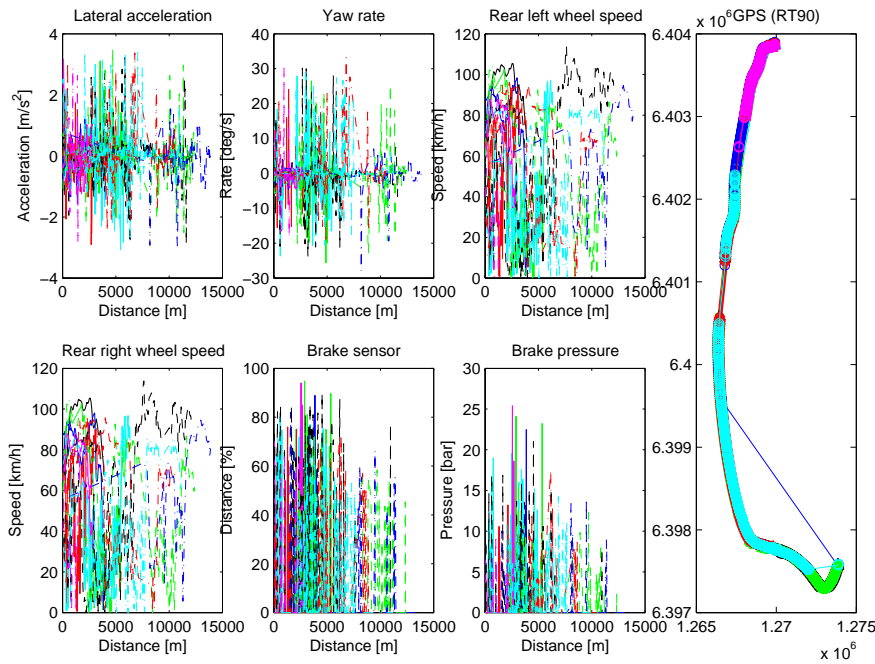 Lateral acceleration
Acceleration [m/s²]
4
2
0
−2
−4
0 5000 10000 15000
Distance [m]
Yaw rate
Rate [deg/s]
40
30
20
10
0
−10
−20
−30
0 5000 10000 15000
Distance [m]
Rear left wheel speed
Speed [km/h]
120
100
80
60
40
20
0
0 5000 10000 15000
Distance [m]
x 10⁶ GPS (RT90)
6.404
6.403
6.402
6.401
6.4
6.399
6.398
6.397
1.265 1.27 1.275
x 10⁶
Rear right wheel speed
Speed [km/h]
120
100
80
60
40
20
0
0 5000 10000 15000
Distance [m]
Brake sensor
Distance [%]
100
80
60
40
20
0
0 5000 10000 15000
Distance [m]
Brake pressure
Pressure [bar]
30
25
20
15
10
5
0
0 5000 10000 15000
Distance [m]